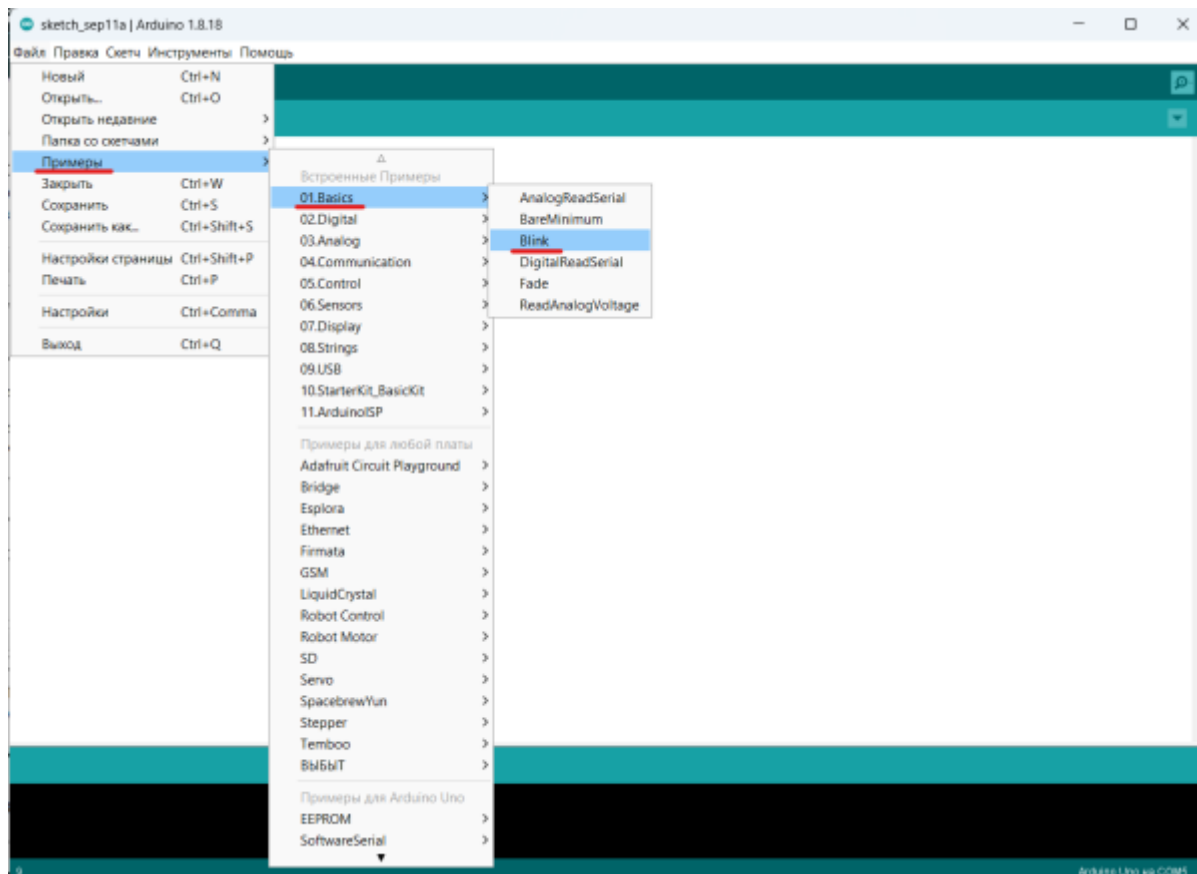 sketch_sep11a | Arduino 1.8.18
Файл Правка Скетч Инструменты Помощь
Новый Ctrl+N
Открыть... Ctrl+O
Открыть недавние
Папка со скетчами
Примеры
Закрыть Ctrl+W
Сохранить Ctrl+S
Сохранить как... Ctrl+Shift+S
Настройки страницы Ctrl+Shift+P
Печать Ctrl+P
Настройки Ctrl+Comma
Выход Ctrl+Q
Встроенные Примеры
01.Basics
02.Digital
03.Analog
04.Communication
05.Control
06.Sensors
07.Display
08.Strings
09.USB
10.StarterKit_BasicKit
11.ArduinoISP
Примеры для любой платы
Adafruit Circuit Playground
Bridge
Esplora
Ethernet
Firmata
GSM
LiquidCrystal
Robot Control
Robot Motor
SD
Servo
SpacebrewYun
Stepper
Temboo
ВЫБЫТ
Примеры для Arduino Uno
EEPROM
SoftwareSerial
AnalogReadSerial
BareMinimum
Blink
DigitalReadSerial
Fade
ReadAnalogVoltage
9
Arduino Uno на COM5